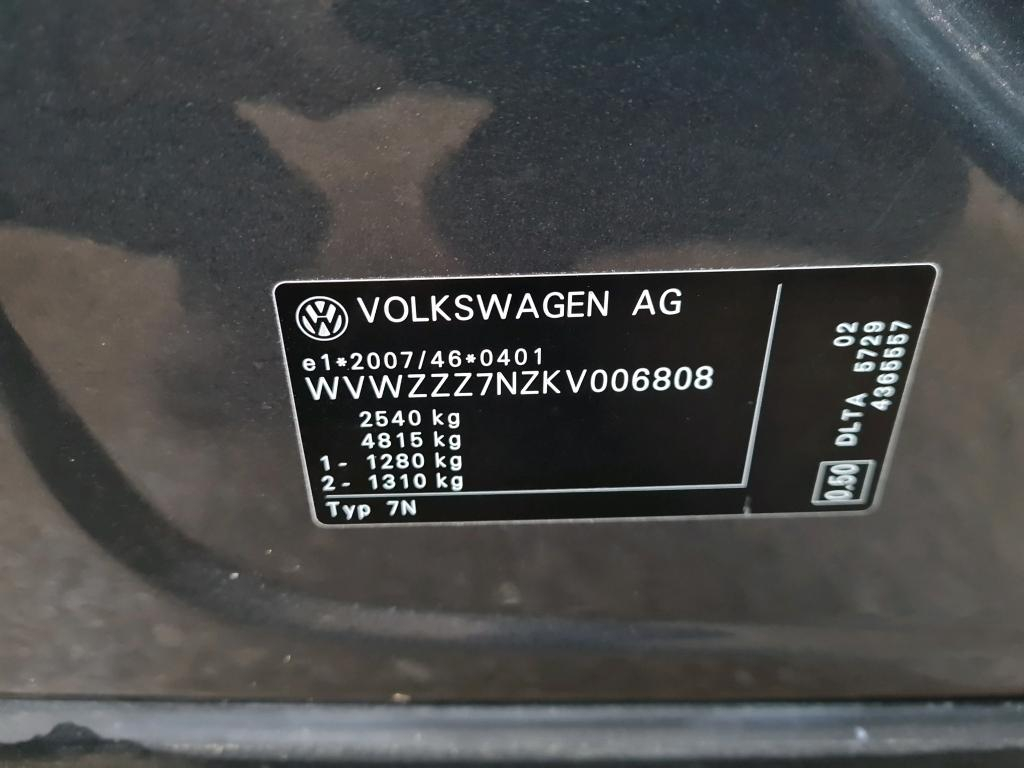 VOLKSWAGEN AG
e1*2007/46*0401
WVWZZZ7NZKV006808
2540 kg
4815 kg
1- 1280 kg
2- 1310 kg
Typ 7N
0.50
DLTA 02
5729
4365557